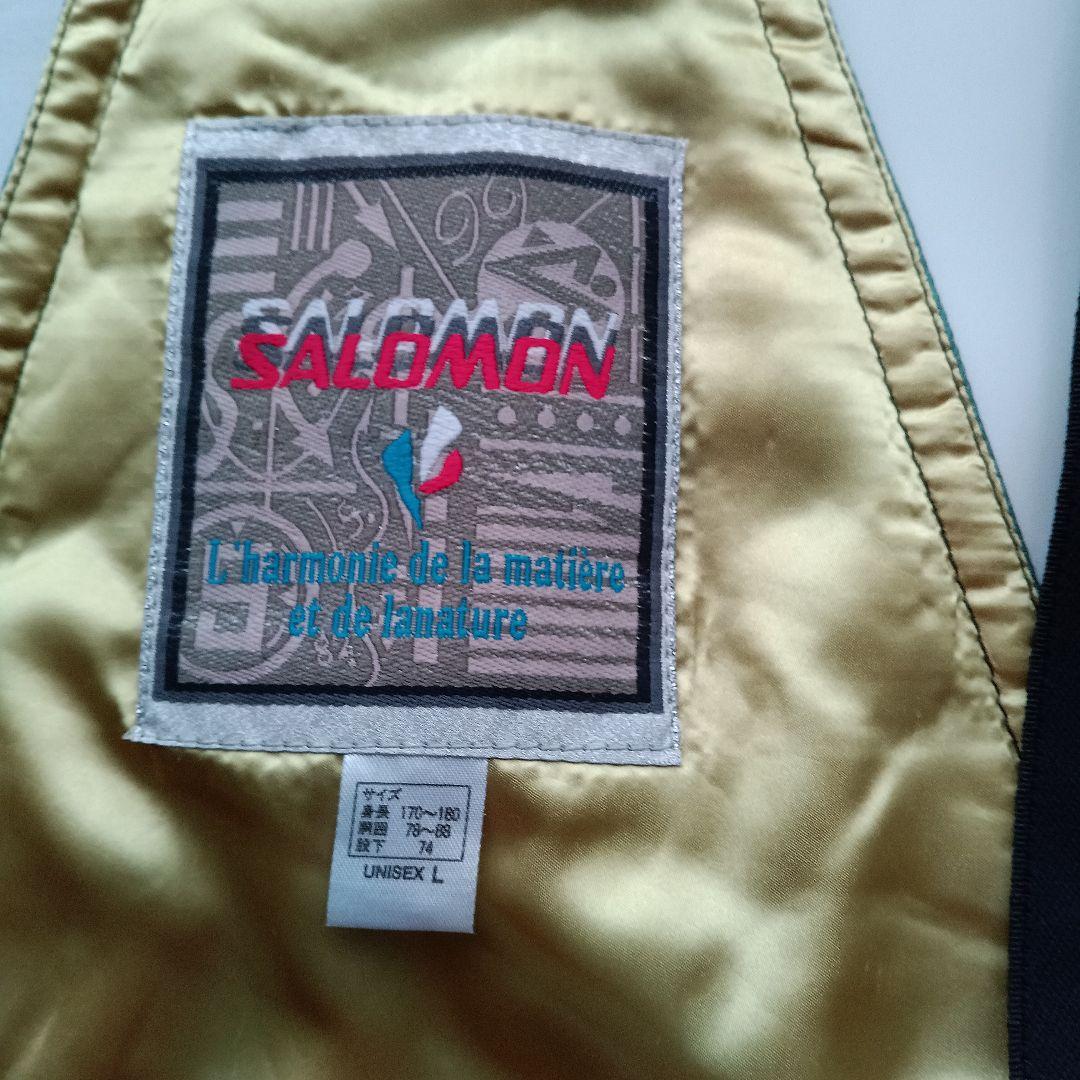 SALOMON
SALOMON
L'harmonie de la matière
et de lanature
サイズ
身長 170〜180
胴囲 78〜88
股下 74
UNISEX L